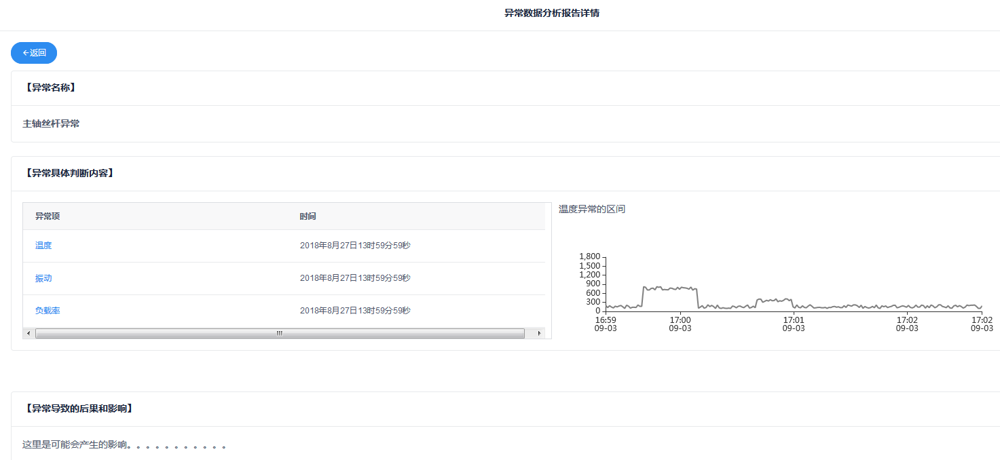 异常数据分析报告详情
←返回
【异常名称】
主轴丝杆异常
【异常具体判断内容】
异常项 时间
温度 2018年8月27日13时59分59秒
振动 2018年8月27日13时59分59秒
负载率 2018年8月27日13时59分59秒
温度异常的区间
1,800
1,500
1,200
900
600
300
0
16:59 17:00 17:01 17:02 17:02
09-03 09-03 09-03 09-03 09-03
【异常导致的后果和影响】
这里是可能会产生的影响。。。。。。。。。。。